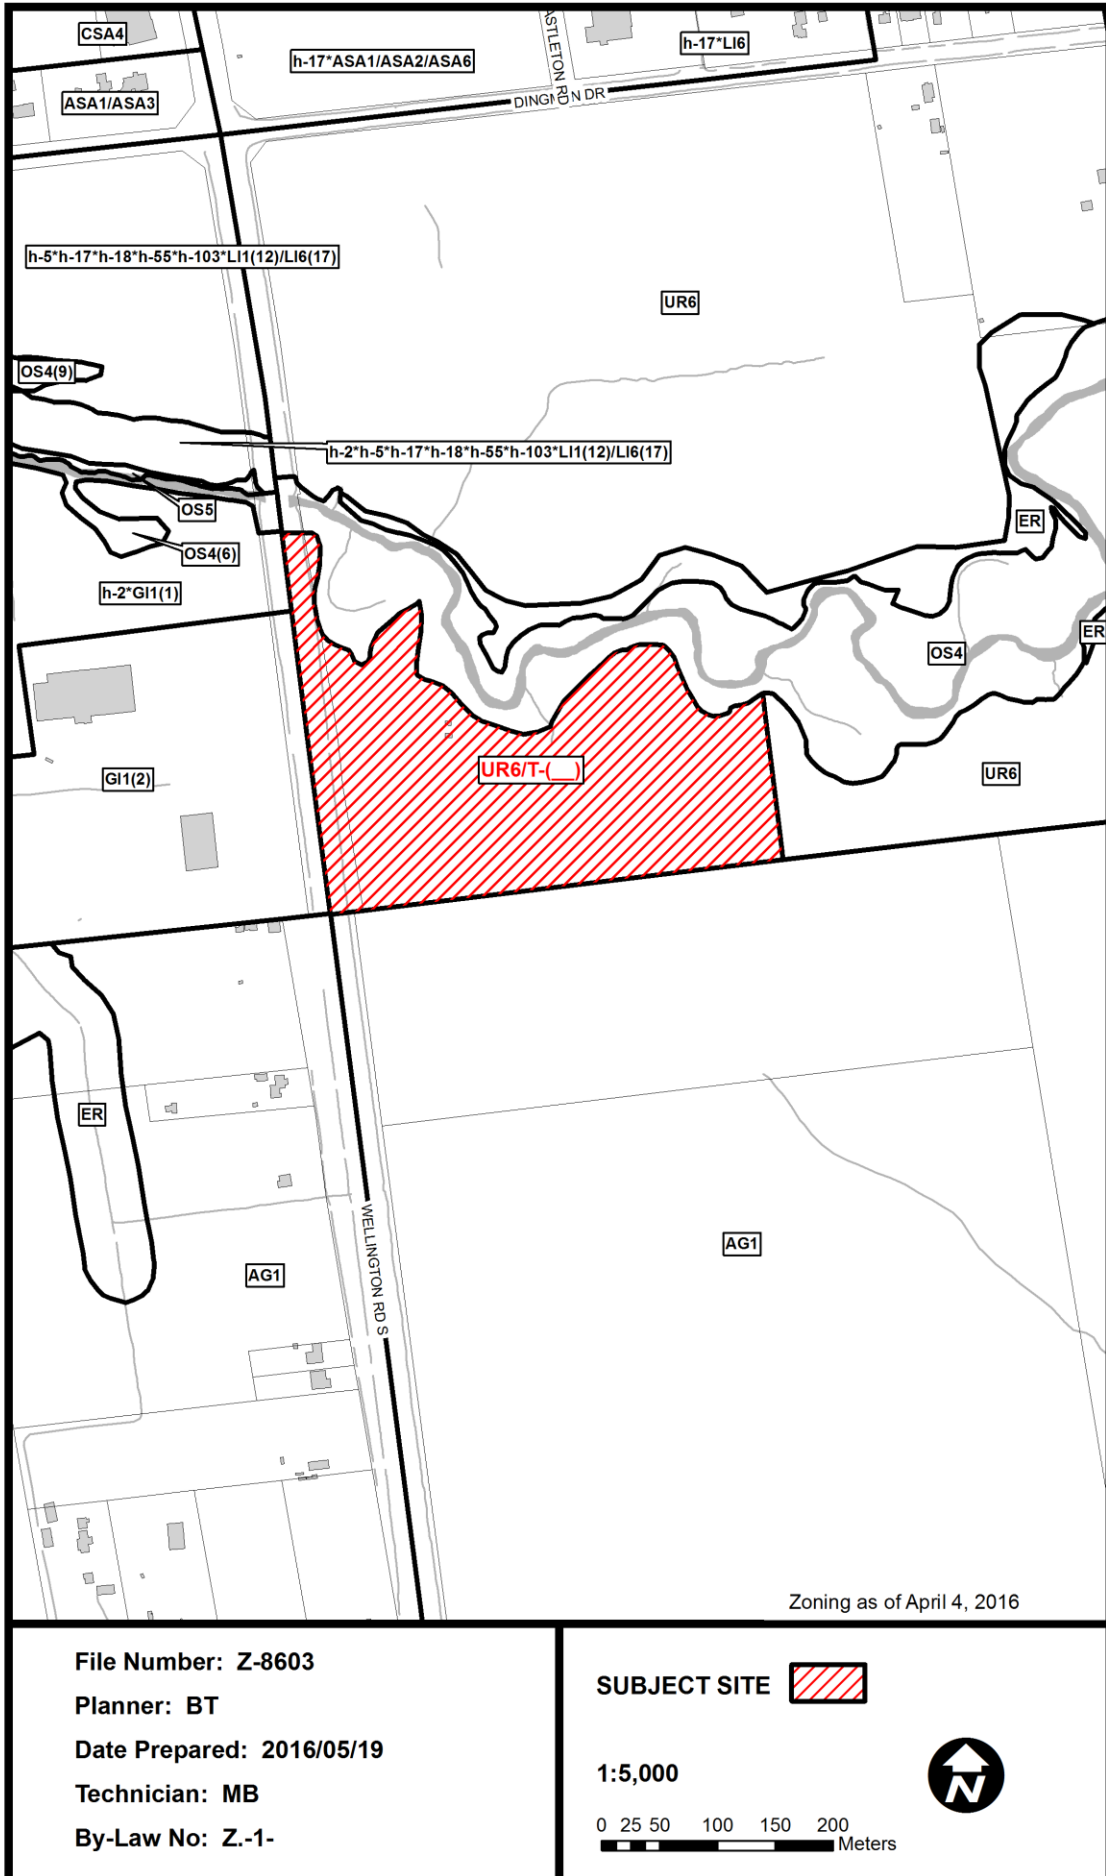 CSA4
h-17*ASA1/ASA2/ASA6
h-17*LI6
ASTLETON RD
ASA1/ASA3
DINGM N DR
h-5*h-17*h-18*h-55*h-103*LI1(12)/LI6(17)
UR6
OS4(9)
h-2*h-5*h-17*h-18*h-55*h-103*LI1(12)/LI6(17)
OS5
ER
OS4(6)
h-2*GI1(1)
ER
OS4
UR6/T-(__)
UR6
GI1(2)
ER
WELLINGTON RD S
AG1
AG1
Zoning as of April 4, 2016
File Number: Z-8603
Planner: BT
Date Prepared: 2016/05/19
Technician: MB
By-Law No: Z.-1-
SUBJECT SITE
1:5,000
N
0 25 50 100 150 200
Meters